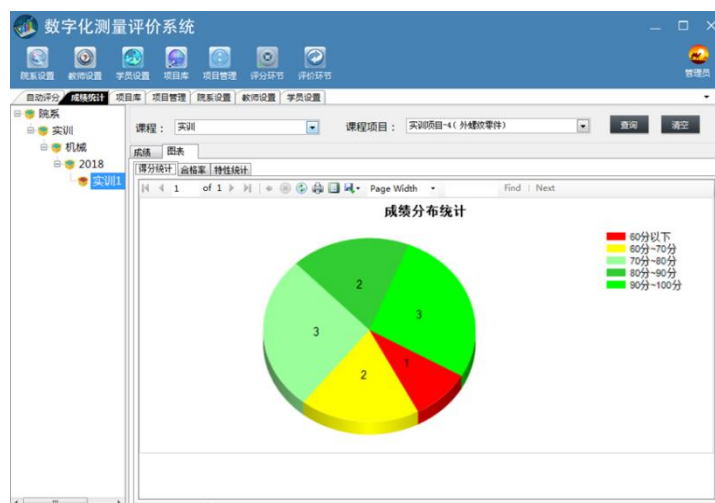 数字化测量评价系统
院系设置 教师设置 学员设置 项目库 项目管理 评分环节 评价环节 管理员
自动评分 成绩统计 项目库 项目管理 院系设置 教师设置 学员设置
院系
实训
机械
2018
实训1
课程： 实训 课程项目： 实训项目-4(外螺纹零件) 查询 清空
成绩 图表
得分统计 合格率 特性统计
1 of 1 Page Width Find | Next
成绩分布统计
60分以下
60分~70分
70分~80分
80分~90分
90分~100分
2
3
3
1
2